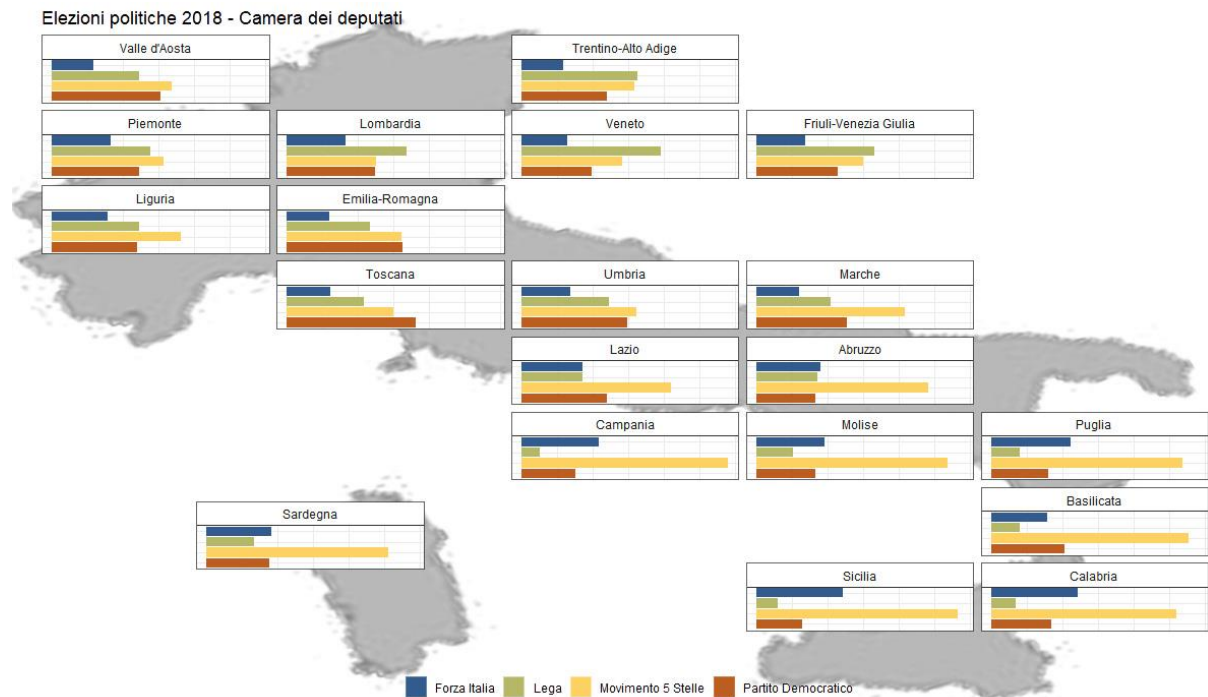 Elezioni politiche 2018 - Camera dei deputati
Valle d'Aosta
Trentino-Alto Adige
Piemonte
Lombardia
Veneto
Friuli-Venezia Giulia
Liguria
Emilia-Romagna
Toscana
Umbria
Marche
Lazio
Abruzzo
Campania
Molise
Puglia
Sardegna
Basilicata
Sicilia
Calabria
Forza Italia
Lega
Movimento 5 Stelle
Partito Democratico